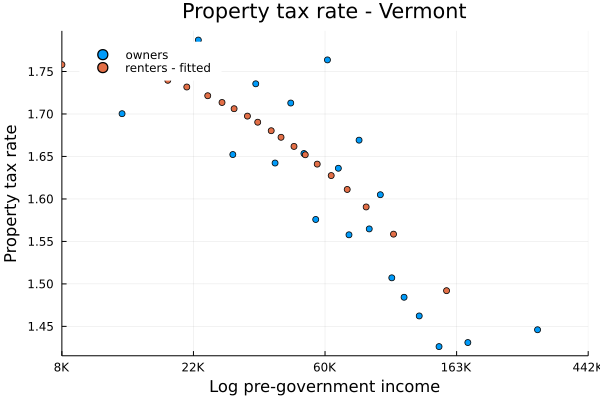 Property tax rate - Vermont
owners
renters - fitted
1.75
1.70
1.65
1.60
1.55
1.50
1.45
Property tax rate
8K 22K 60K 163K 442K
Log pre-government income